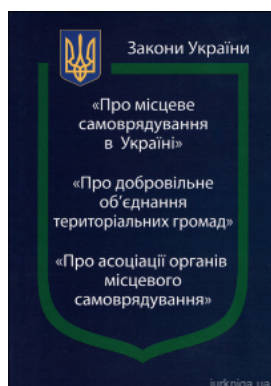 Закони України
«Про місцеве
самоврядування
в Україні»
«Про добровільне
об'єднання
територіальних громад»
«Про асоціації органів
місцевого
самоврядування»
jurkniga.ua